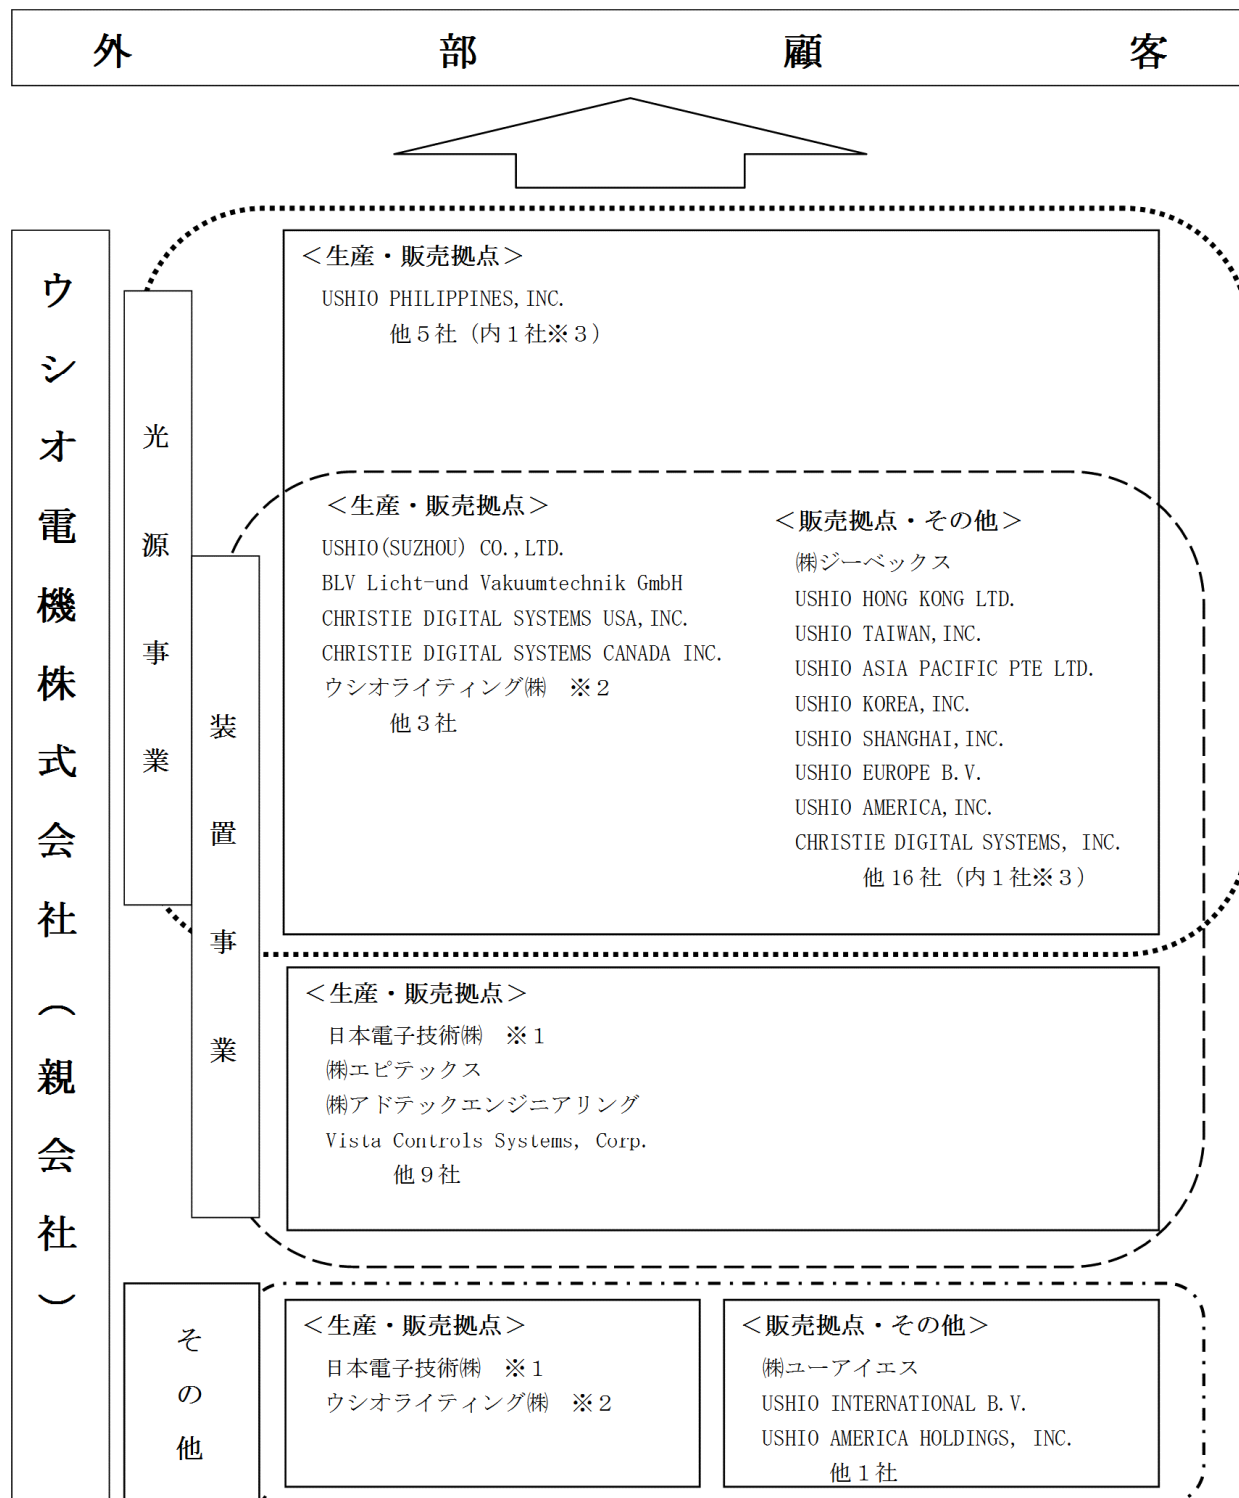 外部顧客
ウシオ電機株式会社（親会社）
光源事業
＜生産・販売拠点＞
USHIO PHILIPPINES,INC.
他５社（内１社※３）
装置事業
＜生産・販売拠点＞
USHIO(SUZHOU) CO.,LTD.
BLV Licht-und Vakuumtechnik GmbH
CHRISTIE DIGITAL SYSTEMS USA,INC.
CHRISTIE DIGITAL SYSTEMS CANADA INC.
ウシオライティング㈱　※２
他３社
＜販売拠点・その他＞
㈱ジーベックス
USHIO HONG KONG LTD.
USHIO TAIWAN,INC.
USHIO ASIA PACIFIC PTE LTD.
USHIO KOREA,INC.
USHIO SHANGHAI,INC.
USHIO EUROPE B.V.
USHIO AMERICA,INC.
CHRISTIE DIGITAL SYSTEMS, INC.
他16社（内１社※３）
＜生産・販売拠点＞
日本電子技術㈱　※１
㈱エピテックス
㈱アドテックエンジニアリング
Vista Controls Systems, Corp.
他９社
その他
＜生産・販売拠点＞
日本電子技術㈱　※１
ウシオライティング㈱　※２
＜販売拠点・その他＞
㈱ユーアイエス
USHIO INTERNATIONAL B.V.
USHIO AMERICA HOLDINGS, INC.
他１社